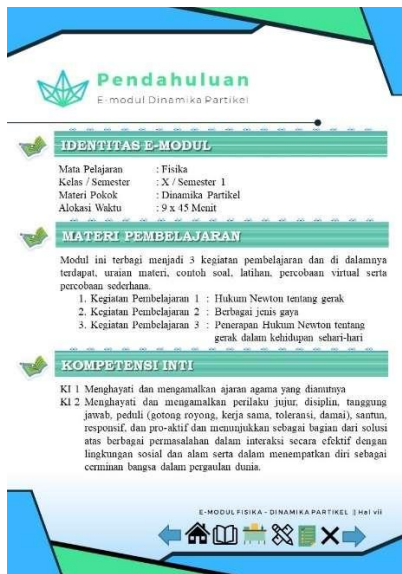 Pendahuluan
E-modul Dinamika Partikel
IDENTITAS E-MODUL
Mata Pelajaran : Fisika
Kelas / Semester : X / Semester 1
Materi Pokok : Dinamika Partikel
Alokasi Waktu : 9 x 45 Menit
MATERI PEMBELAJARAN
Modul ini terbagi menjadi 3 kegiatan pembelajaran dan di dalamnya
terdapat, uraian materi, contoh soal, latihan, percobaan virtual serta
percobaan sederhana.
1. Kegiatan Pembelajaran 1 : Hukum Newton tentang gerak
2. Kegiatan Pembelajaran 2 : Berbagai jenis gaya
3. Kegiatan Pembelajaran 3 : Penerapan Hukum Newton tentang
gerak dalam kehidupan sehari-hari
KOMPETENSI INTI
KI 1 Menghayati dan mengamalkan ajaran agama yang dianutnya
KI 2 Menghayati dan mengamalkan perilaku jujur, disiplin, tanggung
jawab, peduli (gotong royong, kerja sama, toleransi, damai), santun,
responsif, dan pro-aktif dan menunjukkan sebagai bagian dari solusi
atas berbagai permasalahan dalam interaksi secara efektif dengan
lingkungan sosial dan alam serta dalam menempatkan diri sebagai
cerminan bangsa dalam pergaulan dunia.
E-MODUL FISIKA - DINAMIKA PARTIKEL || Hal vii